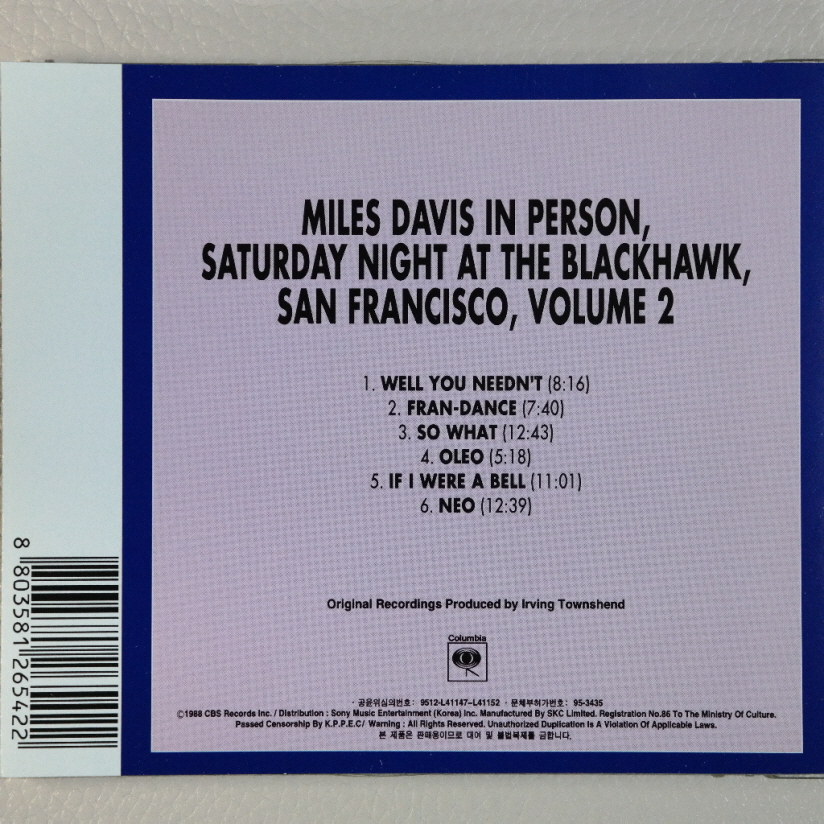 MILES DAVIS IN PERSON,
SATURDAY NIGHT AT THE BLACKHAWK,
SAN FRANCISCO, VOLUME 2
1. WELL YOU NEEDN'T (8:16)
2. FRAN-DANCE (7:40)
3. SO WHAT (12:43)
4. OLEO (5:18)
5. IF I WERE A BELL (11:01)
6. NEO (12:39)
Original Recordings Produced by Irving Townshend
Columbia
· 공윤위심의번호: 9512-L41147~L41152 · 문체부허가번호: 95-3435
©1988 CBS Records Inc. / Distribution : Sony Music Entertainment (Korea) Inc. Manufactured By SKC Limited. Registration No.86 To The Ministry Of Culture.
Passed Censorship By K.P.P.E.C/ Warning : All Rights Reserved. Unauthorized Duplication Is A Violation Of Applicable Laws.
본 제품은 판매용이므로 대여 및 불법복제를 금합니다.
8 803581 265422